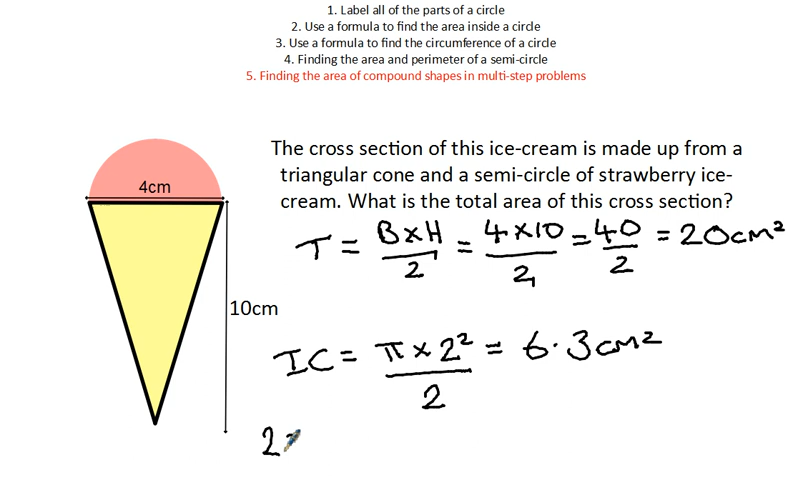 1. Label all of the parts of a circle
2. Use a formula to find the area inside a circle
3. Use a formula to find the circumference of a circle
4. Finding the area and perimeter of a semi-circle
5. Finding the area of compound shapes in multi-step problems
The cross section of this ice-cream is made up from a
triangular cone and a semi-circle of strawberry ice-
cream. What is the total area of this cross section?
4cm
10cm
T = B×H/2 = 4×10/2 = 40/2 = 20cm²
IC = π×2²/2 = 6.3cm²
2